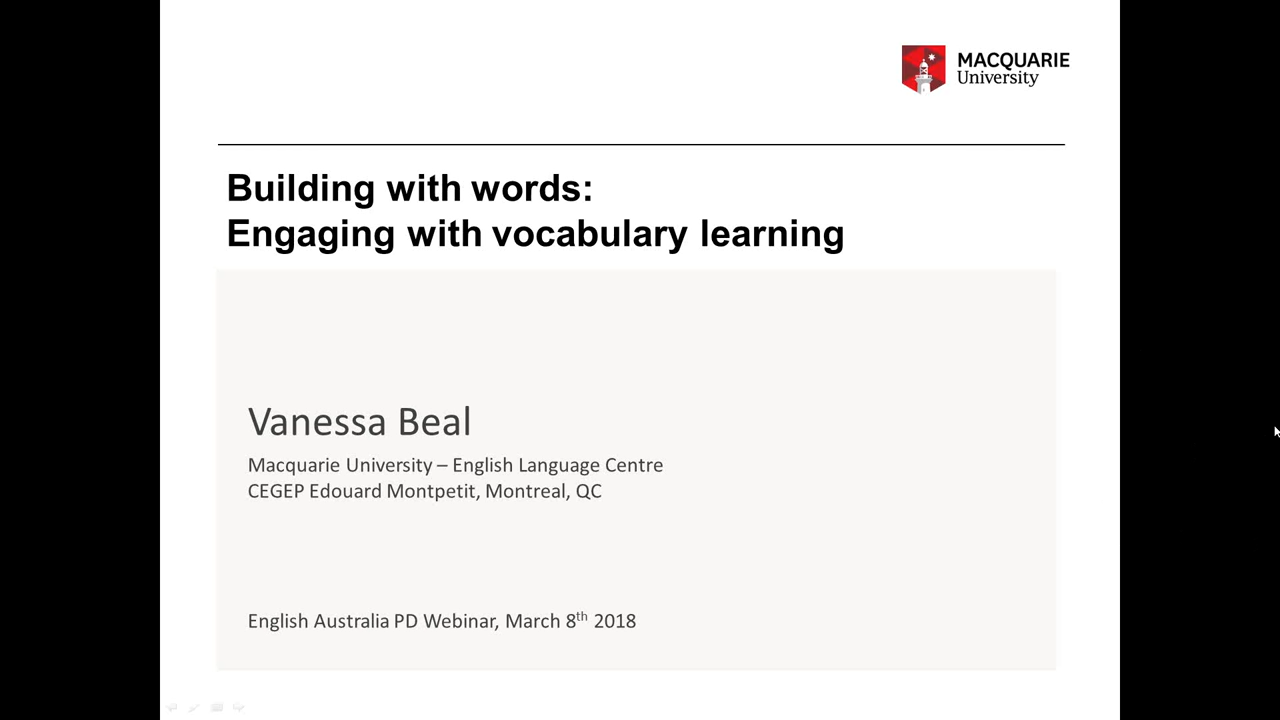 MACQUARIE
University
Building with words:
Engaging with vocabulary learning
Vanessa Beal
Macquarie University – English Language Centre
CEGEP Edouard Montpetit, Montreal, QC
English Australia PD Webinar, March 8th 2018